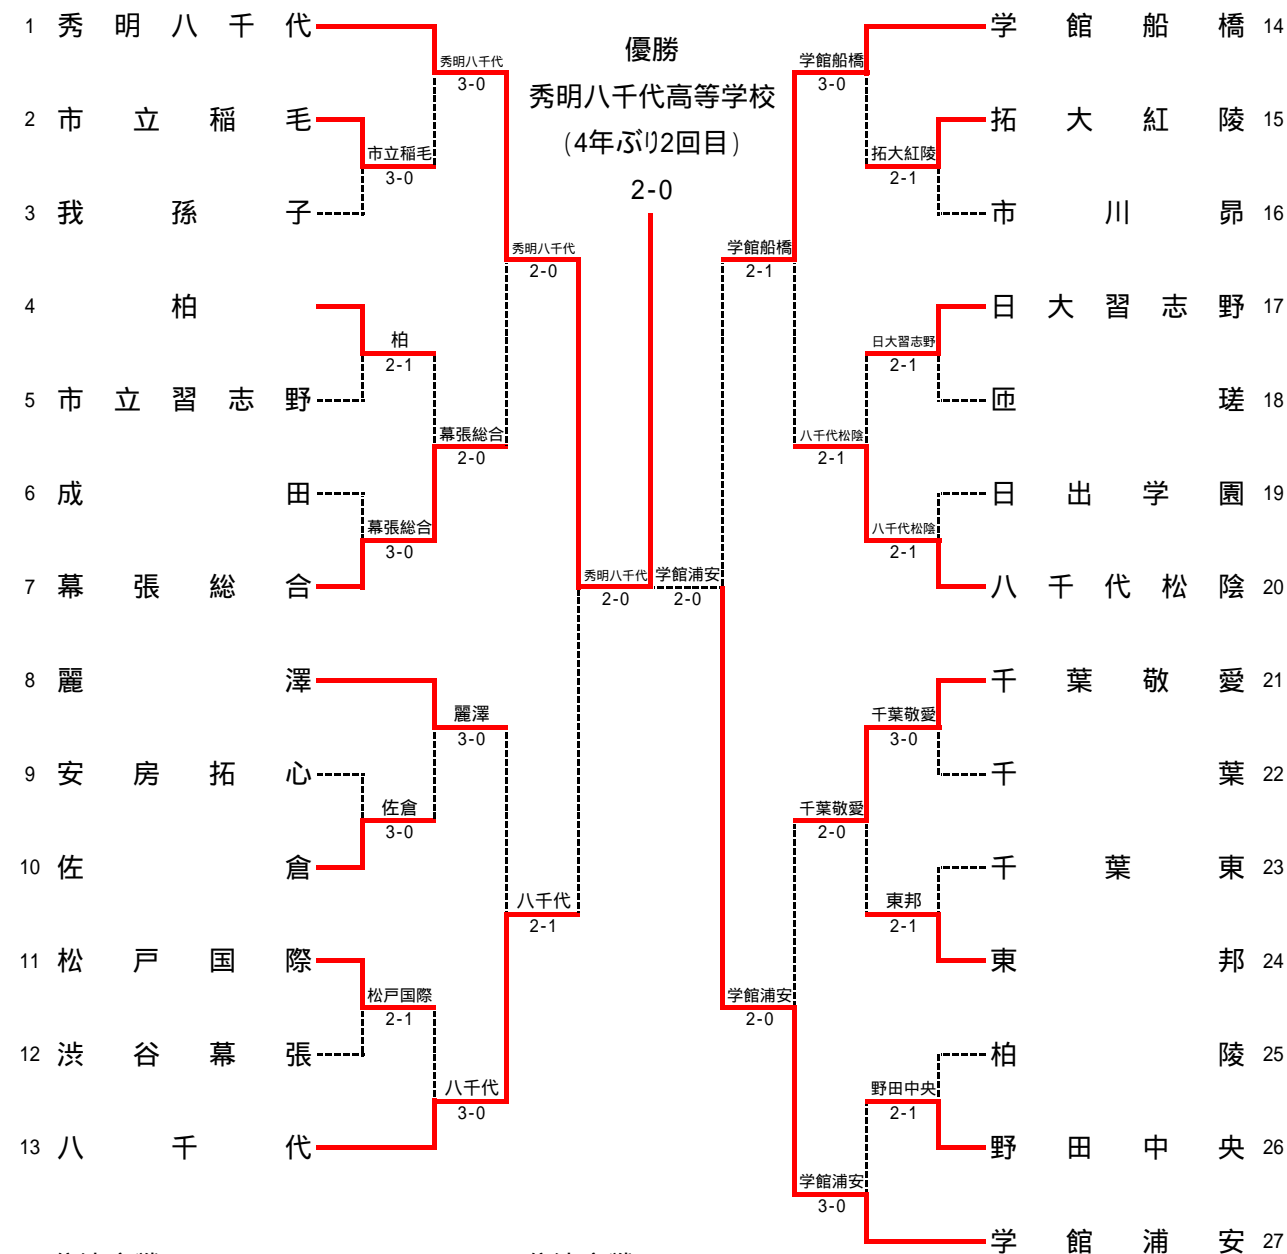 優勝
秀明八千代高等学校
(4年ぶり2回目)
2-0
1 秀明八千代
2 市立稲毛
3 我孫子
4 柏
5 市立習志野
6 成田
7 幕張総合
8 麗澤
9 安房拓心
10 佐倉
11 松戸国際
12 渋谷幕張
13 八千代
市立稲毛
3-0
柏
2-1
幕張総合
3-0
佐倉
3-0
松戸国際
2-1
秀明八千代
3-0
幕張総合
2-0
麗澤
3-0
八千代
3-0
秀明八千代
2-0
八千代
2-1
秀明八千代
2-0
学館浦安
2-0
学館船橋
2-1
学館浦安
2-0
学館船橋
3-0
八千代松陰
2-1
千葉敬愛
2-0
学館浦安
3-0
拓大紅陵
2-1
日大習志野
2-1
八千代松陰
2-1
千葉敬愛
3-0
東邦
2-1
野田中央
2-1
学館船橋 14
拓大紅陵 15
市川昴 16
日大習志野 17
匝瑳 18
日出学園 19
八千代松陰 20
千葉敬愛 21
千葉 22
千葉東 23
東邦 24
柏陵 25
野田中央 26
学館浦安 27